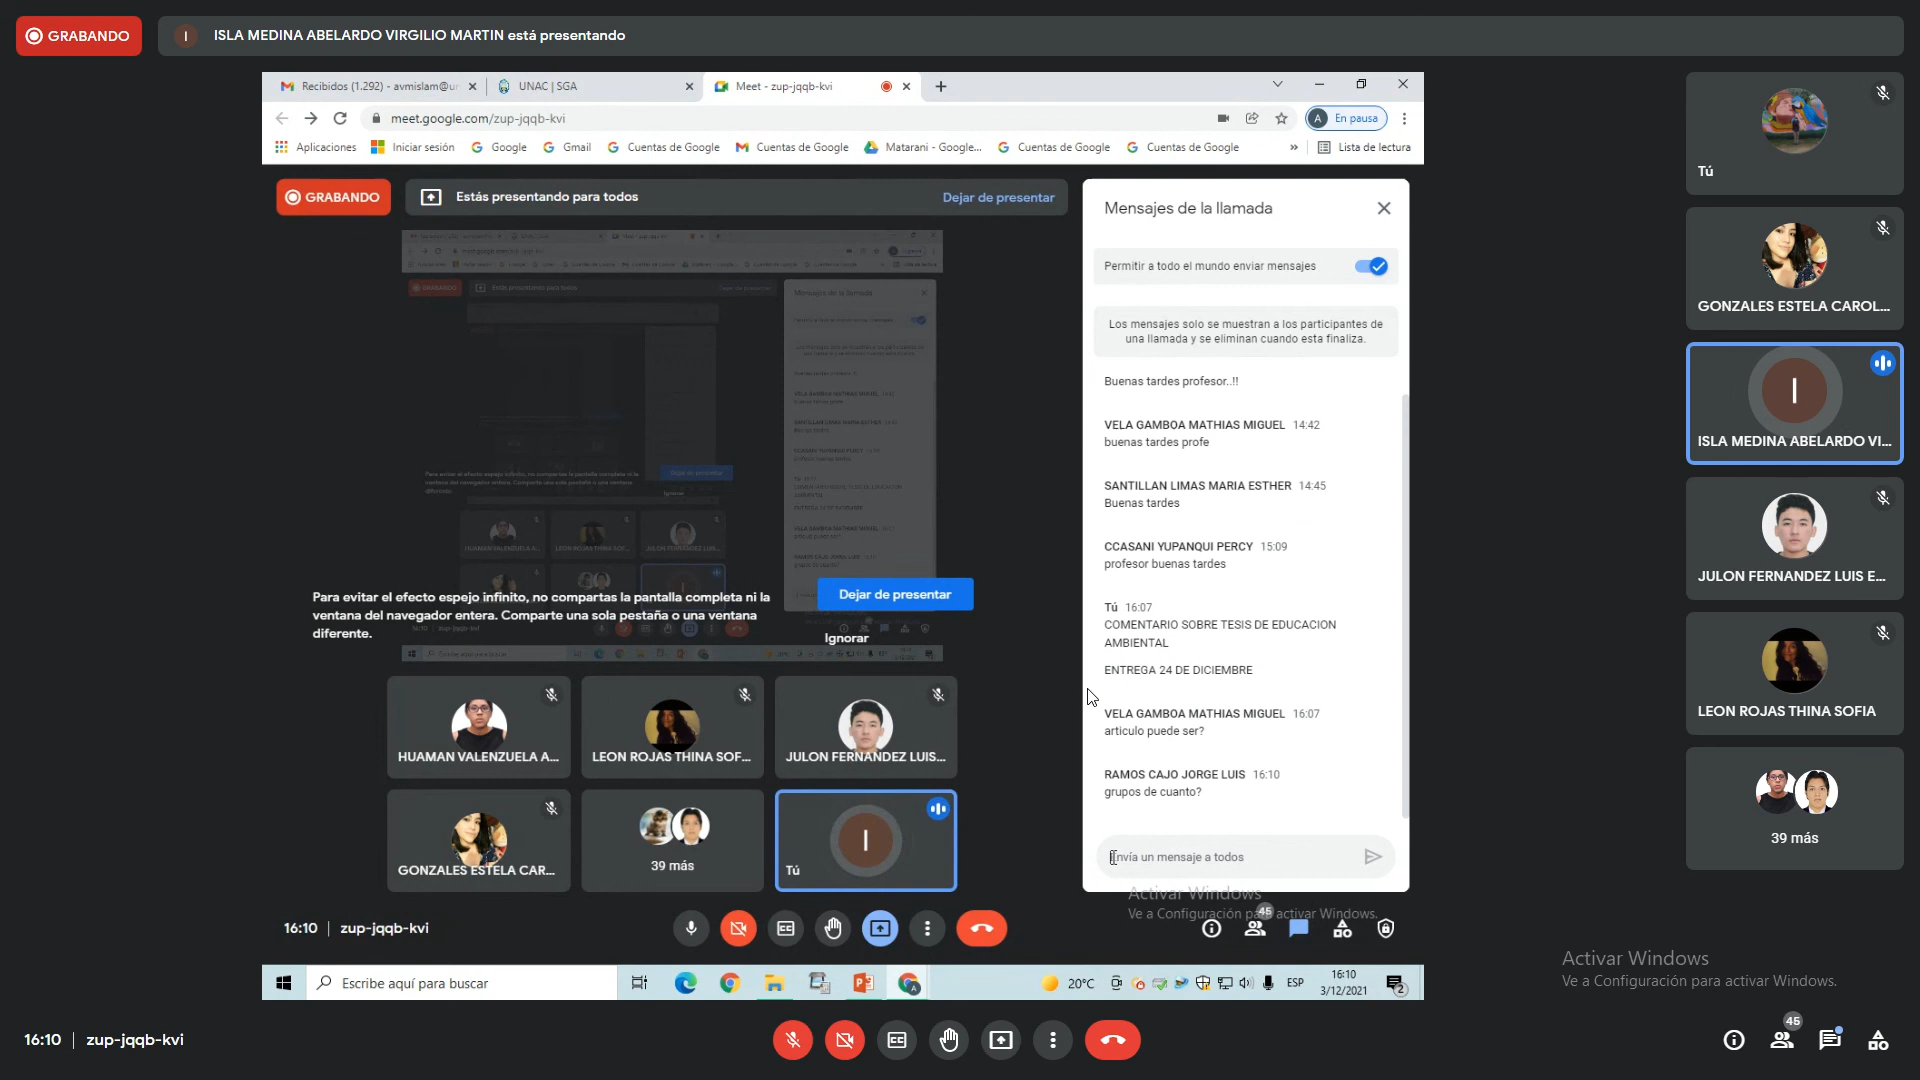 GRABANDO
I
ISLA MEDINA ABELARDO VIRGILIO MARTIN está presentando
Recibidos (1.292) - avmislam@ur
UNAC | SGA
Meet - zup-jqqb-kvi
meet.google.com/zup-jqqb-kvi
A
En pausa
Aplicaciones
Iniciar sesión
Google
Gmail
Cuentas de Google
Cuentas de Google
Matarani - Google...
Cuentas de Google
Cuentas de Google
»
Lista de lectura
GRABANDO
Estás presentando para todos
Dejar de presentar
Para evitar el efecto espejo infinito, no compartas la pantalla completa ni la
ventana del navegador entera. Comparte una sola pestaña o una ventana
diferente.
Dejar de presentar
Ignorar
HUAMAN VALENZUELA A...
LEON ROJAS THINA SOF...
JULON FERNANDEZ LUIS...
GONZALES ESTELA CAR...
39 más
I
Tú
Mensajes de la llamada
Permitir a todo el mundo enviar mensajes
Los mensajes solo se muestran a los participantes de
una llamada y se eliminan cuando esta finaliza.
Buenas tardes profesor..!!
VELA GAMBOA MATHIAS MIGUEL 14:42
buenas tardes profe
SANTILLAN LIMAS MARIA ESTHER 14:45
Buenas tardes
CCASANI YUPANQUI PERCY 15:09
profesor buenas tardes
Tú 16:07
COMENTARIO SOBRE TESIS DE EDUCACION
AMBIENTAL
ENTREGA 24 DE DICIEMBRE
VELA GAMBOA MATHIAS MIGUEL 16:07
articulo puede ser?
RAMOS CAJO JORGE LUIS 16:10
grupos de cuanto?
Envía un mensaje a todos
Activar Windows
Ve a Configuración para activar Windows.
16:10 | zup-jqqb-kvi
45
Escribe aquí para buscar
20°C
ESP
16:10
3/12/2021
2
Tú
GONZALES ESTELA CAROL...
I
ISLA MEDINA ABELARDO VI...
JULON FERNANDEZ LUIS E...
LEON ROJAS THINA SOFIA
39 más
Activar Windows
Ve a Configuración para activar Windows.
16:10 | zup-jqqb-kvi
45